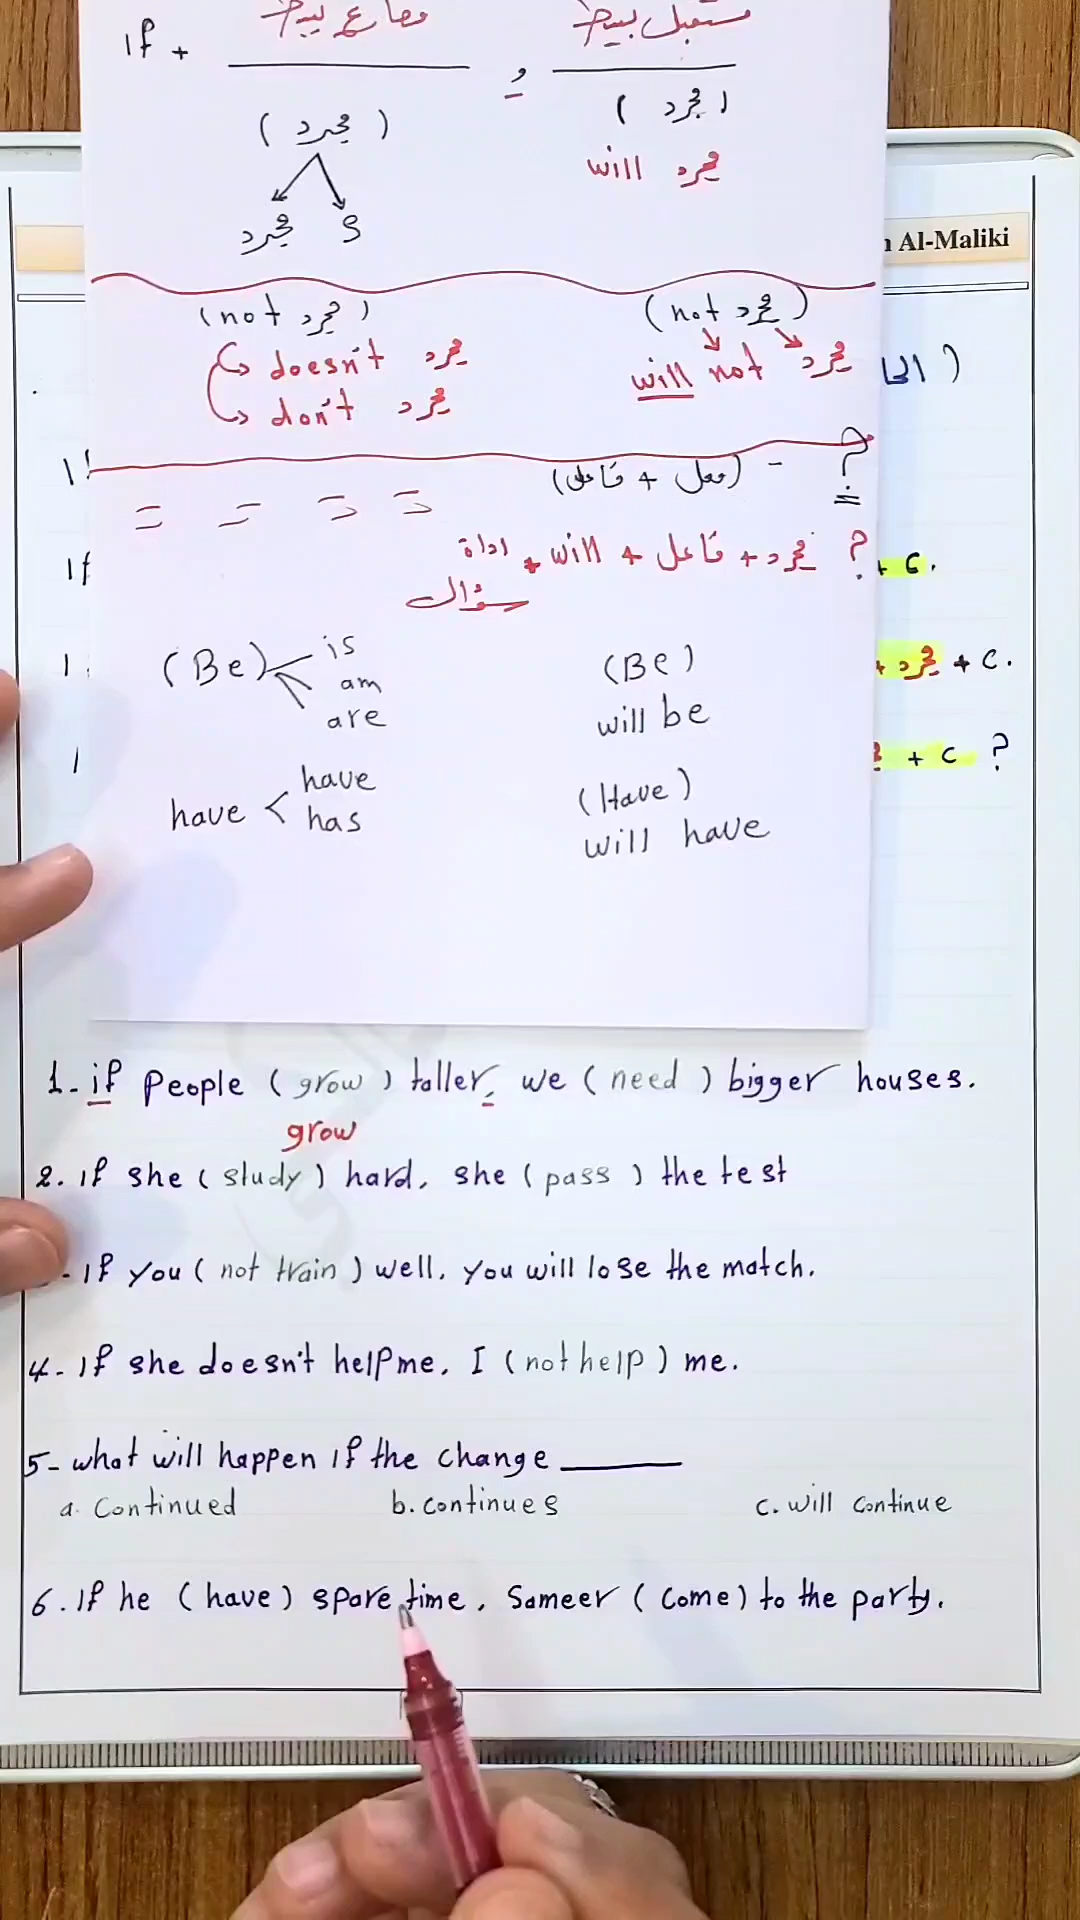 مضارع بسيط مستقبل بسيط
If + ـــــ , ـــــ
( مجرد ) ( مجرد )
will مجرد
مجرد S
Al-Maliki
(not مجرد) (not مجرد)
doesn't مجرد
will not مجرد
don't مجرد
? - (فعل + فاعل)
? مجرد + فاعل + will + اداة
سؤال
If
+ C.
(Be) is
am
are
(BE)
will be
+ مجرد + C.
+ C ?
have have
has
(Have)
will have
1- if People (grow) taller, we (need) bigger houses.
grow
2. If she (study) hard, she (pass) the test
- If you (not train) well, you will lose the match.
4- If she doesn't help me, I (not help) me.
5- what will happen if the change ______
a. Continued b. continues c. will continue
6. If he (have) spare time, Sameer (Come) to the party.